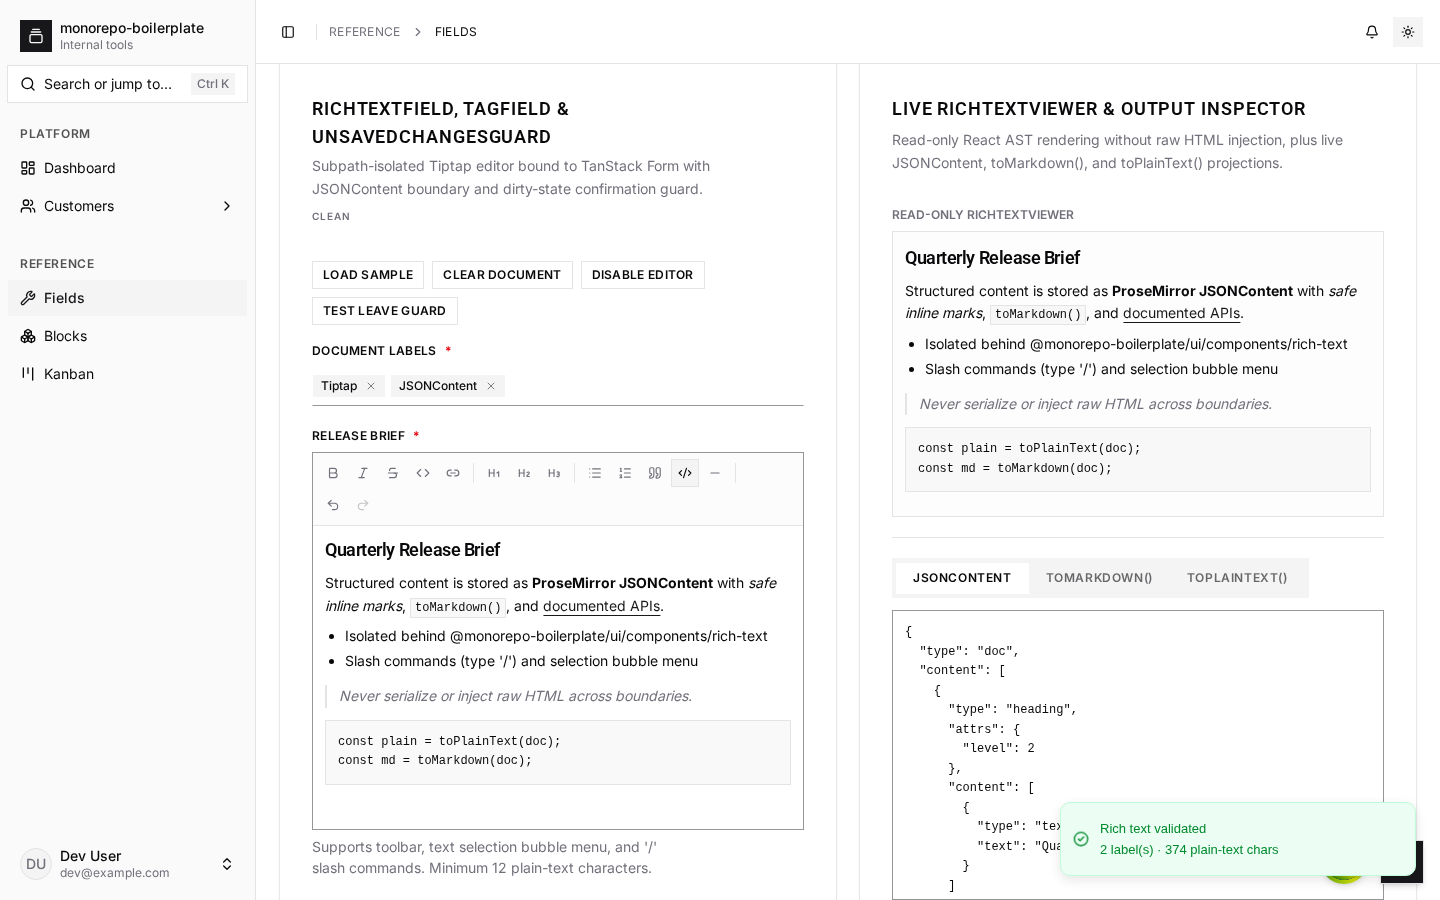 monorepo-boilerplate
Internal tools
Search or jump to...
Ctrl K
PLATFORM
Dashboard
Customers
REFERENCE
Fields
Blocks
Kanban
DU
Dev User
dev@example.com
REFERENCE
FIELDS
RICHTEXTFIELD, TAGFIELD &
UNSAVEDCHANGESGUARD
Subpath-isolated Tiptap editor bound to TanStack Form with
JSONContent boundary and dirty-state confirmation guard.
CLEAN
LOAD SAMPLE
CLEAR DOCUMENT
DISABLE EDITOR
TEST LEAVE GUARD
DOCUMENT LABELS *
Tiptap
JSONContent
RELEASE BRIEF *
H1
H2
H3
Quarterly Release Brief
Structured content is stored as ProseMirror JSONContent with safe
inline marks, toMarkdown(), and documented APIs.
• Isolated behind @monorepo-boilerplate/ui/components/rich-text
• Slash commands (type '/') and selection bubble menu
Never serialize or inject raw HTML across boundaries.
const plain = toPlainText(doc);
const md = toMarkdown(doc);
Supports toolbar, text selection bubble menu, and '/'
slash commands. Minimum 12 plain-text characters.
LIVE RICHTEXTVIEWER & OUTPUT INSPECTOR
Read-only React AST rendering without raw HTML injection, plus live
JSONContent, toMarkdown(), and toPlainText() projections.
READ-ONLY RICHTEXTVIEWER
Quarterly Release Brief
Structured content is stored as ProseMirror JSONContent with safe
inline marks, toMarkdown(), and documented APIs.
• Isolated behind @monorepo-boilerplate/ui/components/rich-text
• Slash commands (type '/') and selection bubble menu
Never serialize or inject raw HTML across boundaries.
const plain = toPlainText(doc);
const md = toMarkdown(doc);
JSONCONTENT
TOMARKDOWN()
TOPLAINTEXT()
{
"type": "doc",
"content": [
{
"type": "heading",
"attrs": {
"level": 2
},
"content": [
{
"type":
"text":
}
]
Rich text validated
2 label(s) · 374 plain-text chars